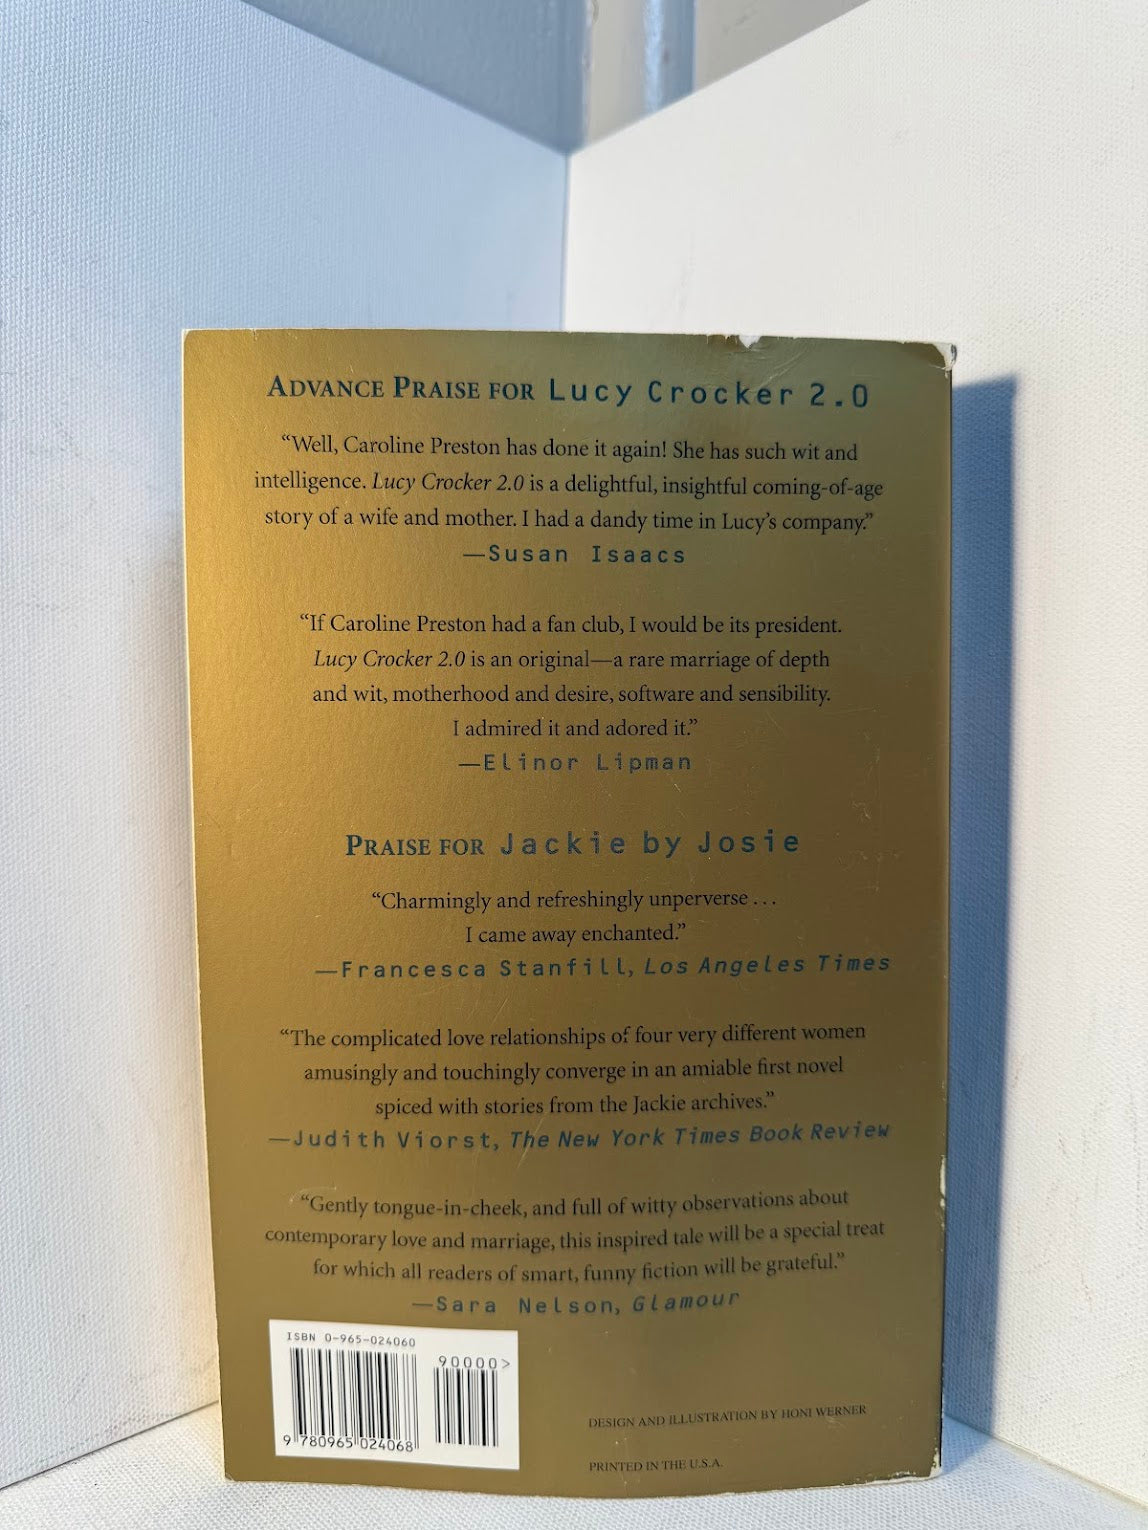 ADVANCE PRAISE FOR Lucy Crocker 2.0
“Well, Caroline Preston has done it again! She has such wit and
intelligence. Lucy Crocker 2.0 is a delightful, insightful coming-of-age
story of a wife and mother. I had a dandy time in Lucy’s company.”
—Susan Isaacs
“If Caroline Preston had a fan club, I would be its president.
Lucy Crocker 2.0 is an original—a rare marriage of depth
and wit, motherhood and desire, software and sensibility.
I admired it and adored it.”
—Elinor Lipman
PRAISE FOR Jackie by Josie
“Charmingly and refreshingly unperverse . . .
I came away enchanted.”
—Francesca Stanfill, Los Angeles Times
“The complicated love relationships of four very different women
amusingly and touchingly converge in an amiable first novel
spiced with stories from the Jackie archives.”
—Judith Viorst, The New York Times Book Review
“Gently tongue-in-cheek, and full of witty observations about
contemporary love and marriage, this inspired tale will be a special treat
for which all readers of smart, funny fiction will be grateful.”
—Sara Nelson, Glamour
ISBN 0-965-024060
90000>
9 780965 024068
DESIGN AND ILLUSTRATION BY HONI WERNER
PRINTED IN THE U.S.A.